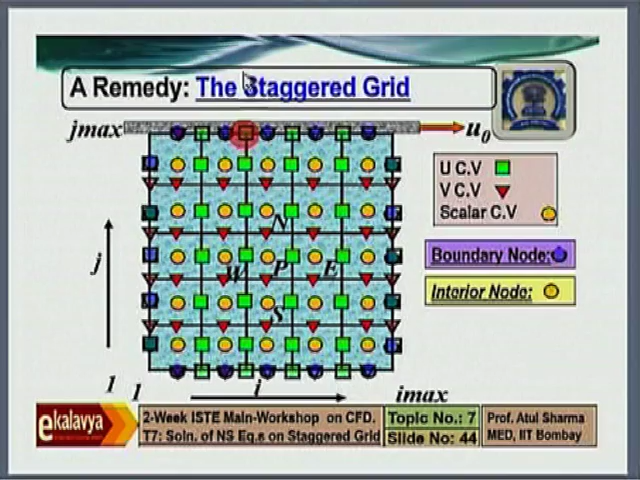 A Remedy: The Staggered Grid
jmax
u₀
U C.V
V C.V
Scalar C.V
N
W P E
S
j
Boundary Node:
Interior Node:
1 1 i imax
ekalavya
2-Week ISTE Main-Workshop on CFD.
T7: Soln. of NS Eq.s on Staggered Grid
Topic No.: 7
Slide No: 44
Prof. Atul Sharma
MED, IIT Bombay